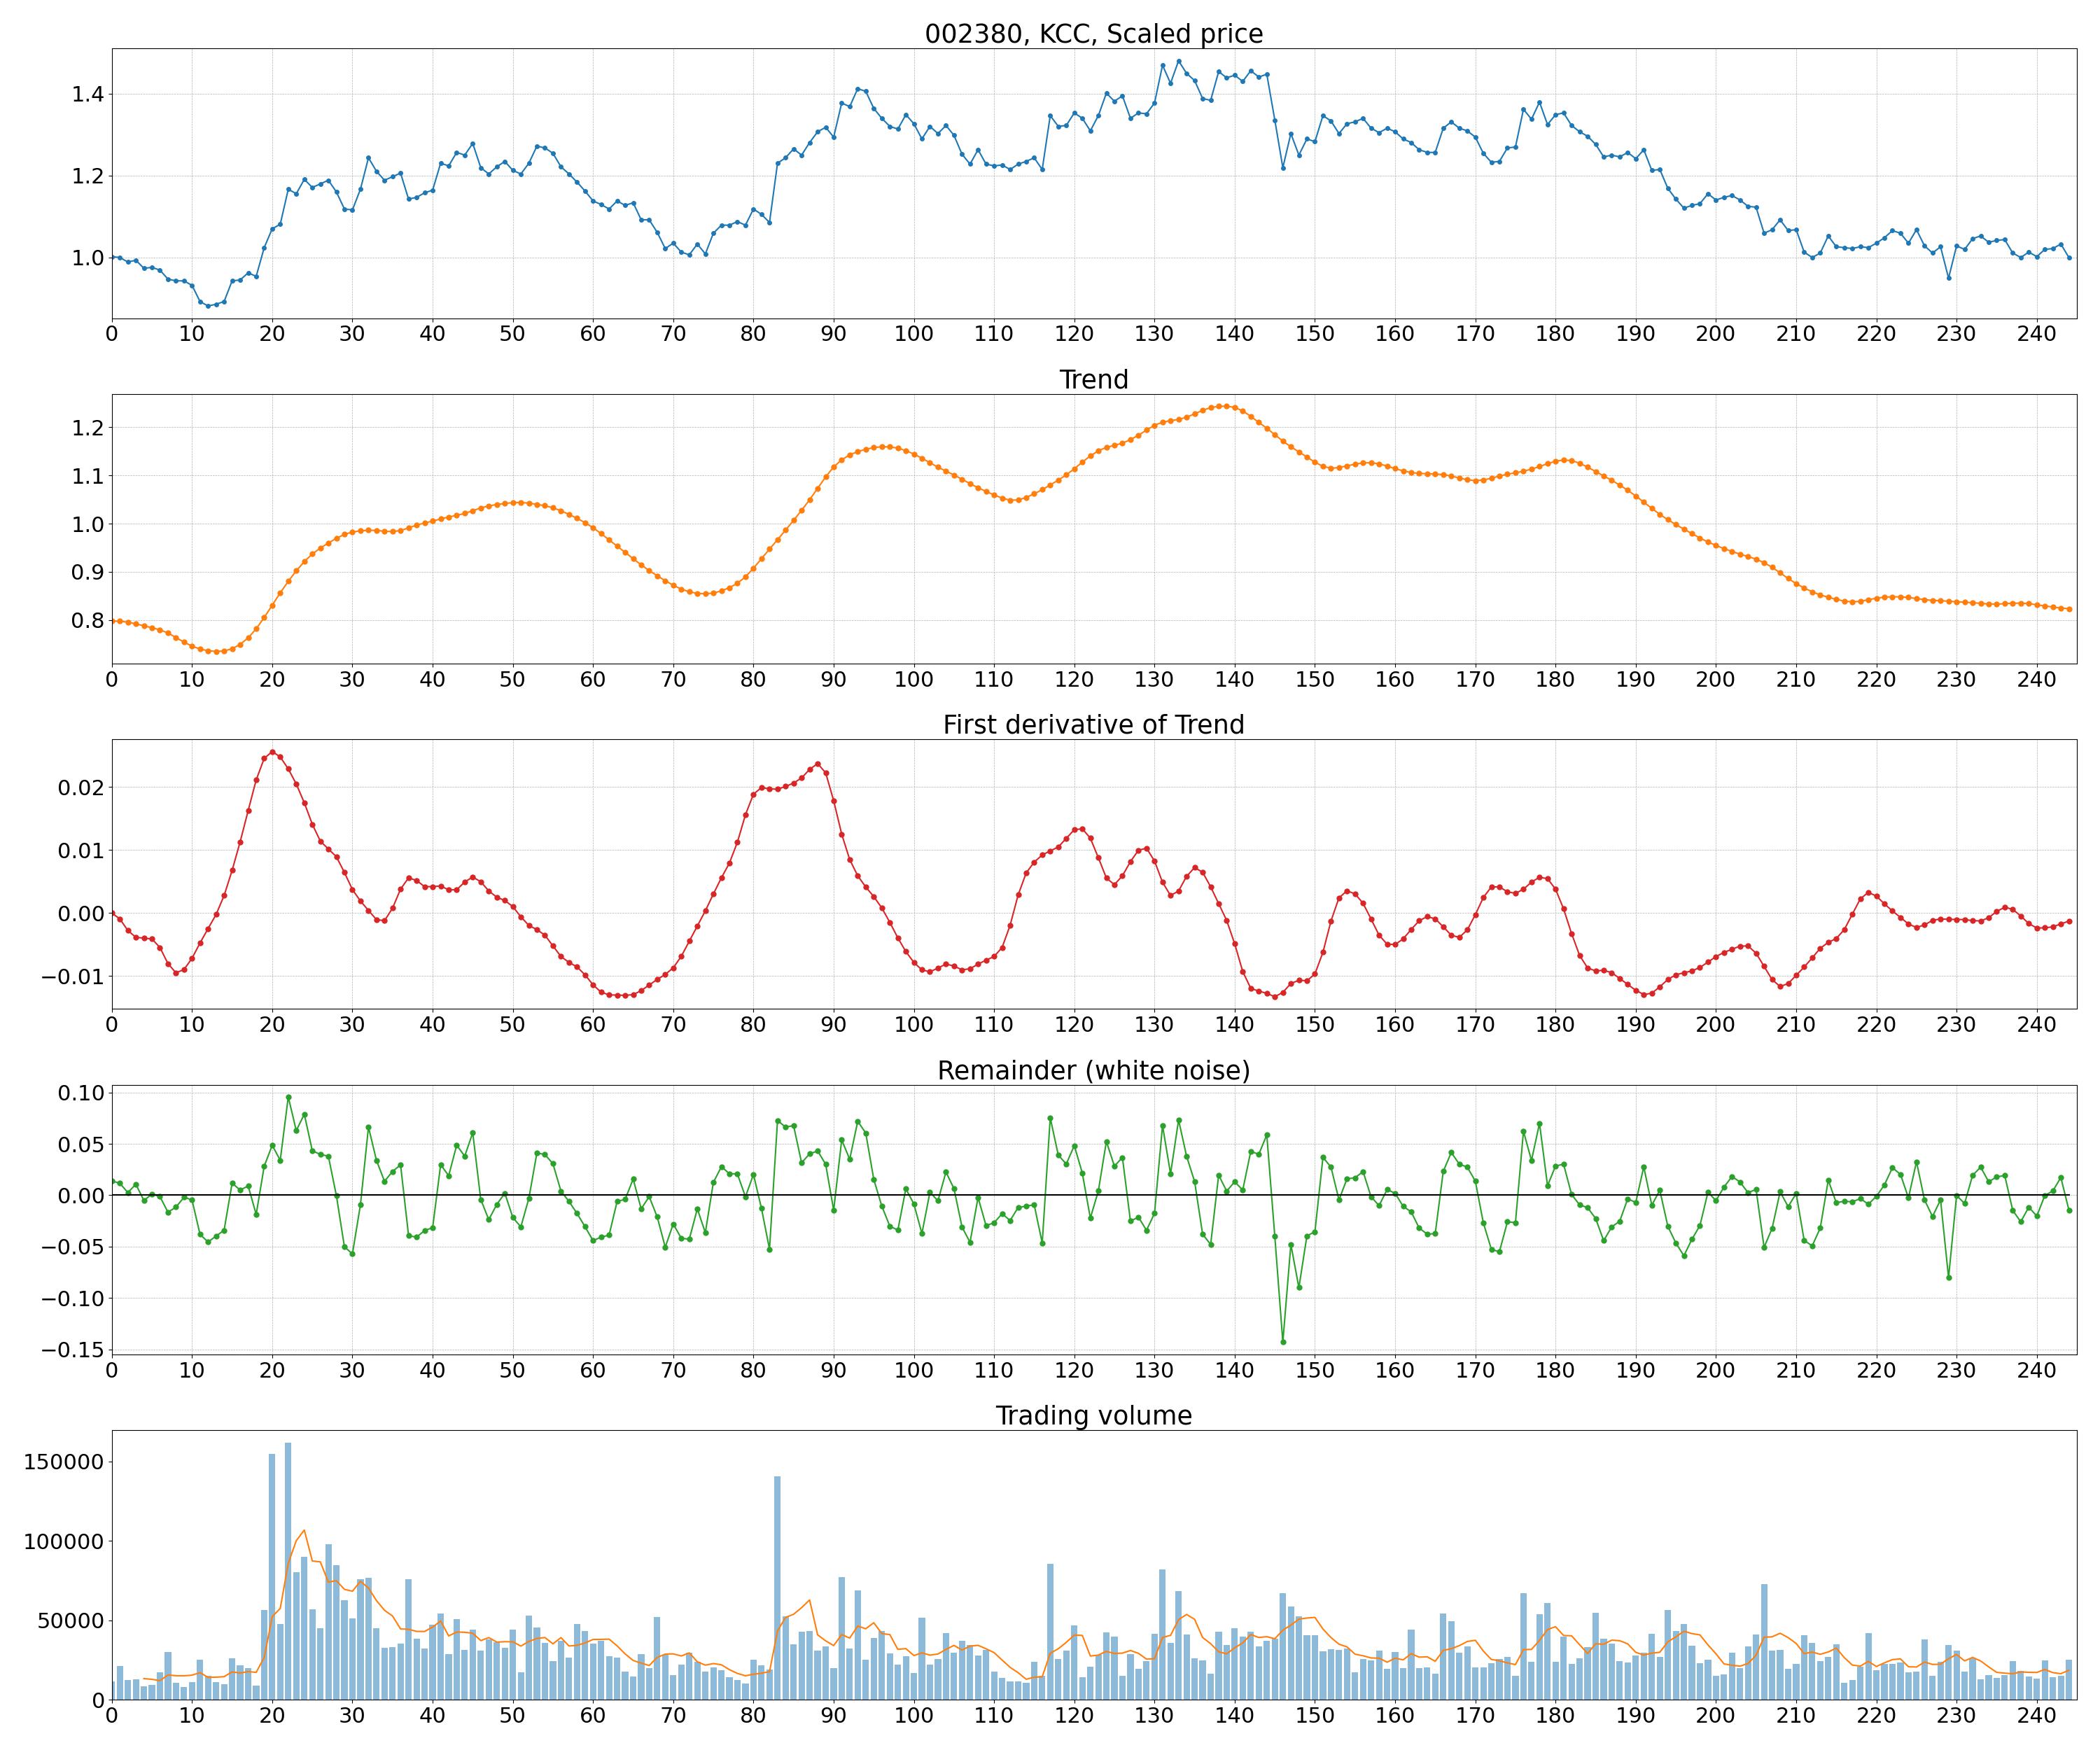 002380, KCC, Scaled price
1.4
1.2
1.0
0 10 20 30 40 50 60 70 80 90 100 110 120 130 140 150 160 170 180 190 200 210 220 230 240
Trend
1.2
1.1
1.0
0.9
0.8
0 10 20 30 40 50 60 70 80 90 100 110 120 130 140 150 160 170 180 190 200 210 220 230 240
First derivative of Trend
0.02
0.01
0.00
−0.01
0 10 20 30 40 50 60 70 80 90 100 110 120 130 140 150 160 170 180 190 200 210 220 230 240
Remainder (white noise)
0.10
0.05
0.00
−0.05
−0.10
−0.15
0 10 20 30 40 50 60 70 80 90 100 110 120 130 140 150 160 170 180 190 200 210 220 230 240
Trading volume
150000
100000
50000
0
0 10 20 30 40 50 60 70 80 90 100 110 120 130 140 150 160 170 180 190 200 210 220 230 240